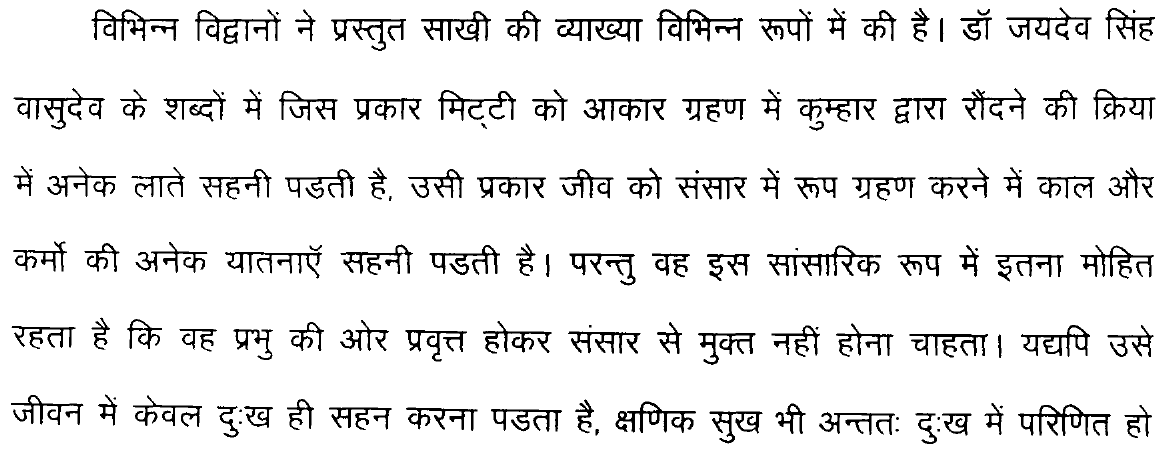 विभिन्न विद्वानों ने प्रस्तुत साखी की व्याख्या विभिन्न रूपों में की है। डॉ जयदेव सिंह
वासुदेव के शब्दों में जिस प्रकार मिट्टी को आकार ग्रहण में कुम्हार द्वारा रौंदने की क्रिया
में अनेक लाते सहनी पडती है, उसी प्रकार जीव को संसार में रूप ग्रहण करने में काल और
कर्मो की अनेक यातनाऍ सहनी पडती है। परन्तु वह इस सांसारिक रूप में इतना मोहित
रहता है कि वह प्रभु की ओर प्रवृत्त होकर संसार से मुक्त नहीं होना चाहता। यद्यपि उसे
जीवन में केवल दुःख ही सहन करना पडता है, क्षणिक सुख भी अन्ततः दुःख में परिणित हो